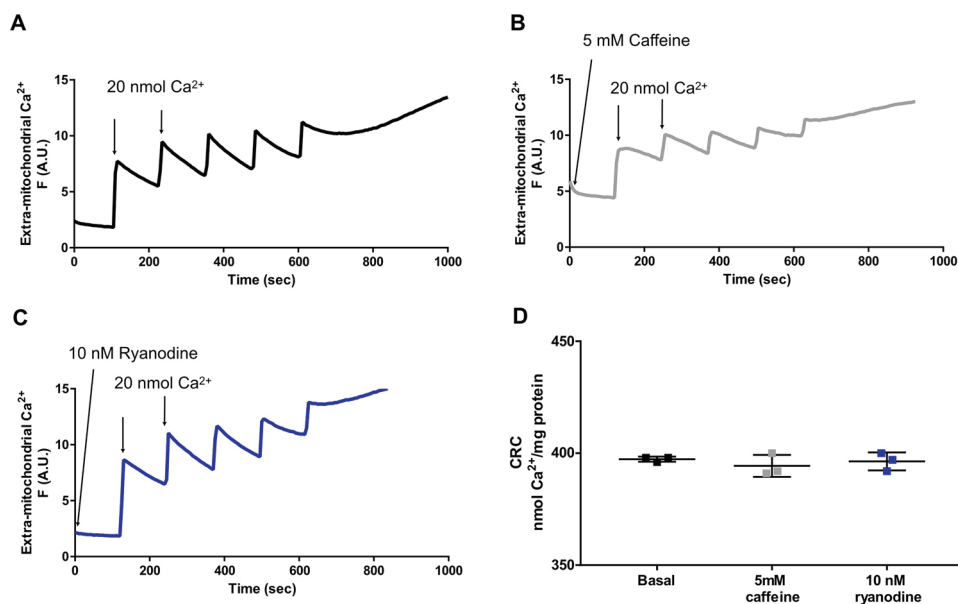 A
20 nmol Ca²⁺
Extra-mitochondrial Ca²⁺
F (A.U.)
15
10
5
0
0 200 400 600 800 1000
Time (sec)
B
5 mM Caffeine
20 nmol Ca²⁺
Extra-mitochondrial Ca²⁺
F (A.U.)
15
10
5
0
0 200 400 600 800 1000
Time (sec)
C
10 nM Ryanodine
20 nmol Ca²⁺
Extra-mitochondrial Ca²⁺
F (A.U.)
15
10
5
0
0 200 400 600 800 1000
Time (sec)
D
CRC
nmol Ca²⁺/mg protein
450
400
350
Basal
5mM
caffeine
10 nM
ryanodine